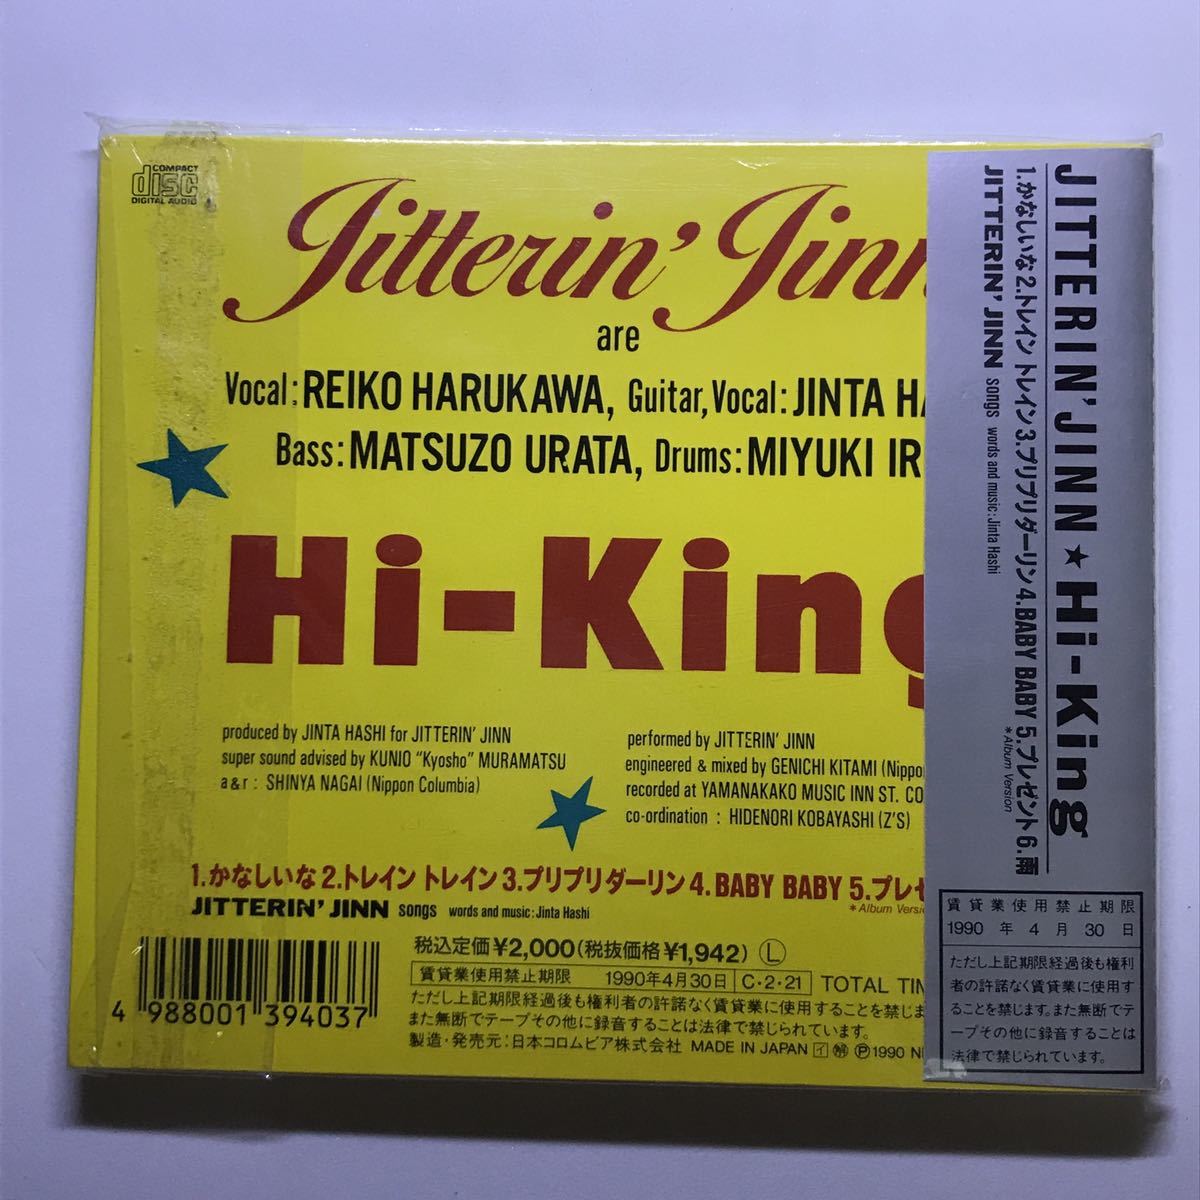 COMPACT
disc
DIGITAL AUDIO
Jitterin' Jinn
are
Vocal: REIKO HARUKAWA, Guitar, Vocal: JINTA HA
Bass: MATSUZO URATA, Drums: MIYUKI IR
Hi-King
produced by JINTA HASHI for JITTERIN' JINN
super sound advised by KUNIO "Kyosho" MURAMATSU
a&r : SHINYA NAGAI (Nippon Columbia)
performed by JITTERIN' JINN
engineered & mixed by GENICHI KITAMI (Nippo
recorded at YAMANAKAKO MUSIC INN ST. CO
co-ordination : HIDENORI KOBAYASHI (Z'S)
1.かなしいな 2.トレイン トレイン 3.プリプリダーリン 4. BABY BABY 5.プレゼ
*Album Versio
JITTERIN' JINN songs words and music: Jinta Hashi
4 988001 394037
税込定価¥2,000(税抜価格¥1,942) Ⓛ
賃貸業使用禁止期限 1990年4月30日 C・2・21 TOTAL TIM
ただし上記期限経過後も権利者の許諾なく賃貸業に使用することを禁じま
また無断でテープその他に録音することは法律で禁じられています。
製造・発売元:日本コロムビア株式会社 MADE IN JAPAN イ 解 Ⓟ1990 NI
JITTERIN' JINN ★ Hi-King
1.かなしいな 2.トレイン トレイン 3.プリプリダーリン 4.BABY BABY 5.プレゼント 6.雨
*Album Version
JITTERIN' JINN songs words and music: Jinta Hashi
賃貸業使用禁止期限
1990年4月30日
ただし上記期限経過後も権利
者の許諾なく賃貸業に使用す
ることを禁じます。また無断でテ
ープその他に録音することは
法律で禁じられています。